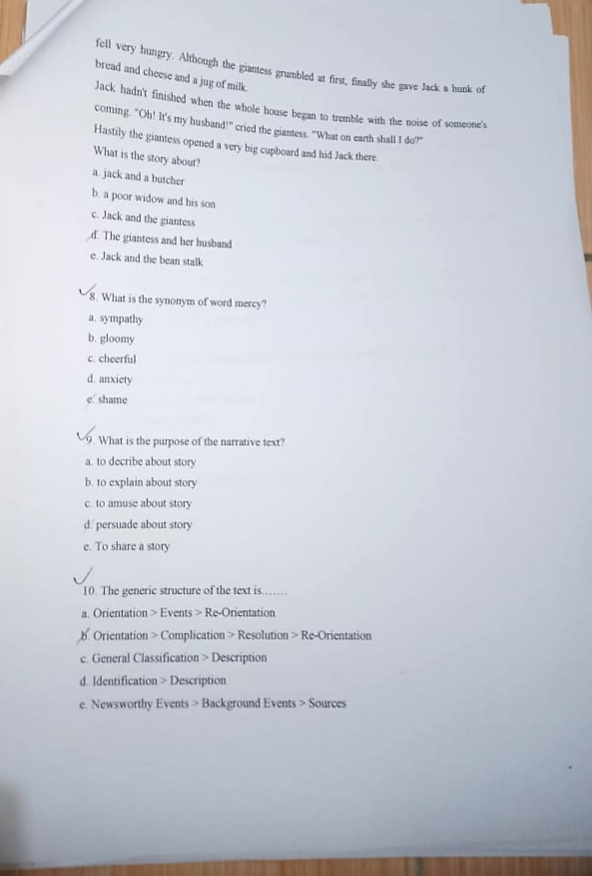 fell very hungry. Although the giantess grumbled at first, finally she gave Jack a hunk of
bread and cheese and a jug of milk.
Jack hadn't finished when the whole house began to tremble with the noise of someone's
coming. "Oh! It's my husband!" cried the giantess. "What on earth shall I do?"
Hastily the giantess opened a very big cupboard and hid Jack there.
What is the story about?
a. jack and a butcher
b. a poor widow and his son
c. Jack and the giantess
d. The giantess and her husband
e. Jack and the bean stalk
8. What is the synonym of word mercy?
a. sympathy
b. gloomy
c. cheerful
d. anxiety
e. shame
9. What is the purpose of the narrative text?
a. to decribe about story
b. to explain about story
c. to amuse about story
d. persuade about story
e. To share a story
10. The generic structure of the text is.......
a. Orientation > Events > Re-Orientation
b. Orientation > Complication > Resolution > Re-Orientation
c. General Classification > Description
d. Identification > Description
e. Newsworthy Events > Background Events > Sources